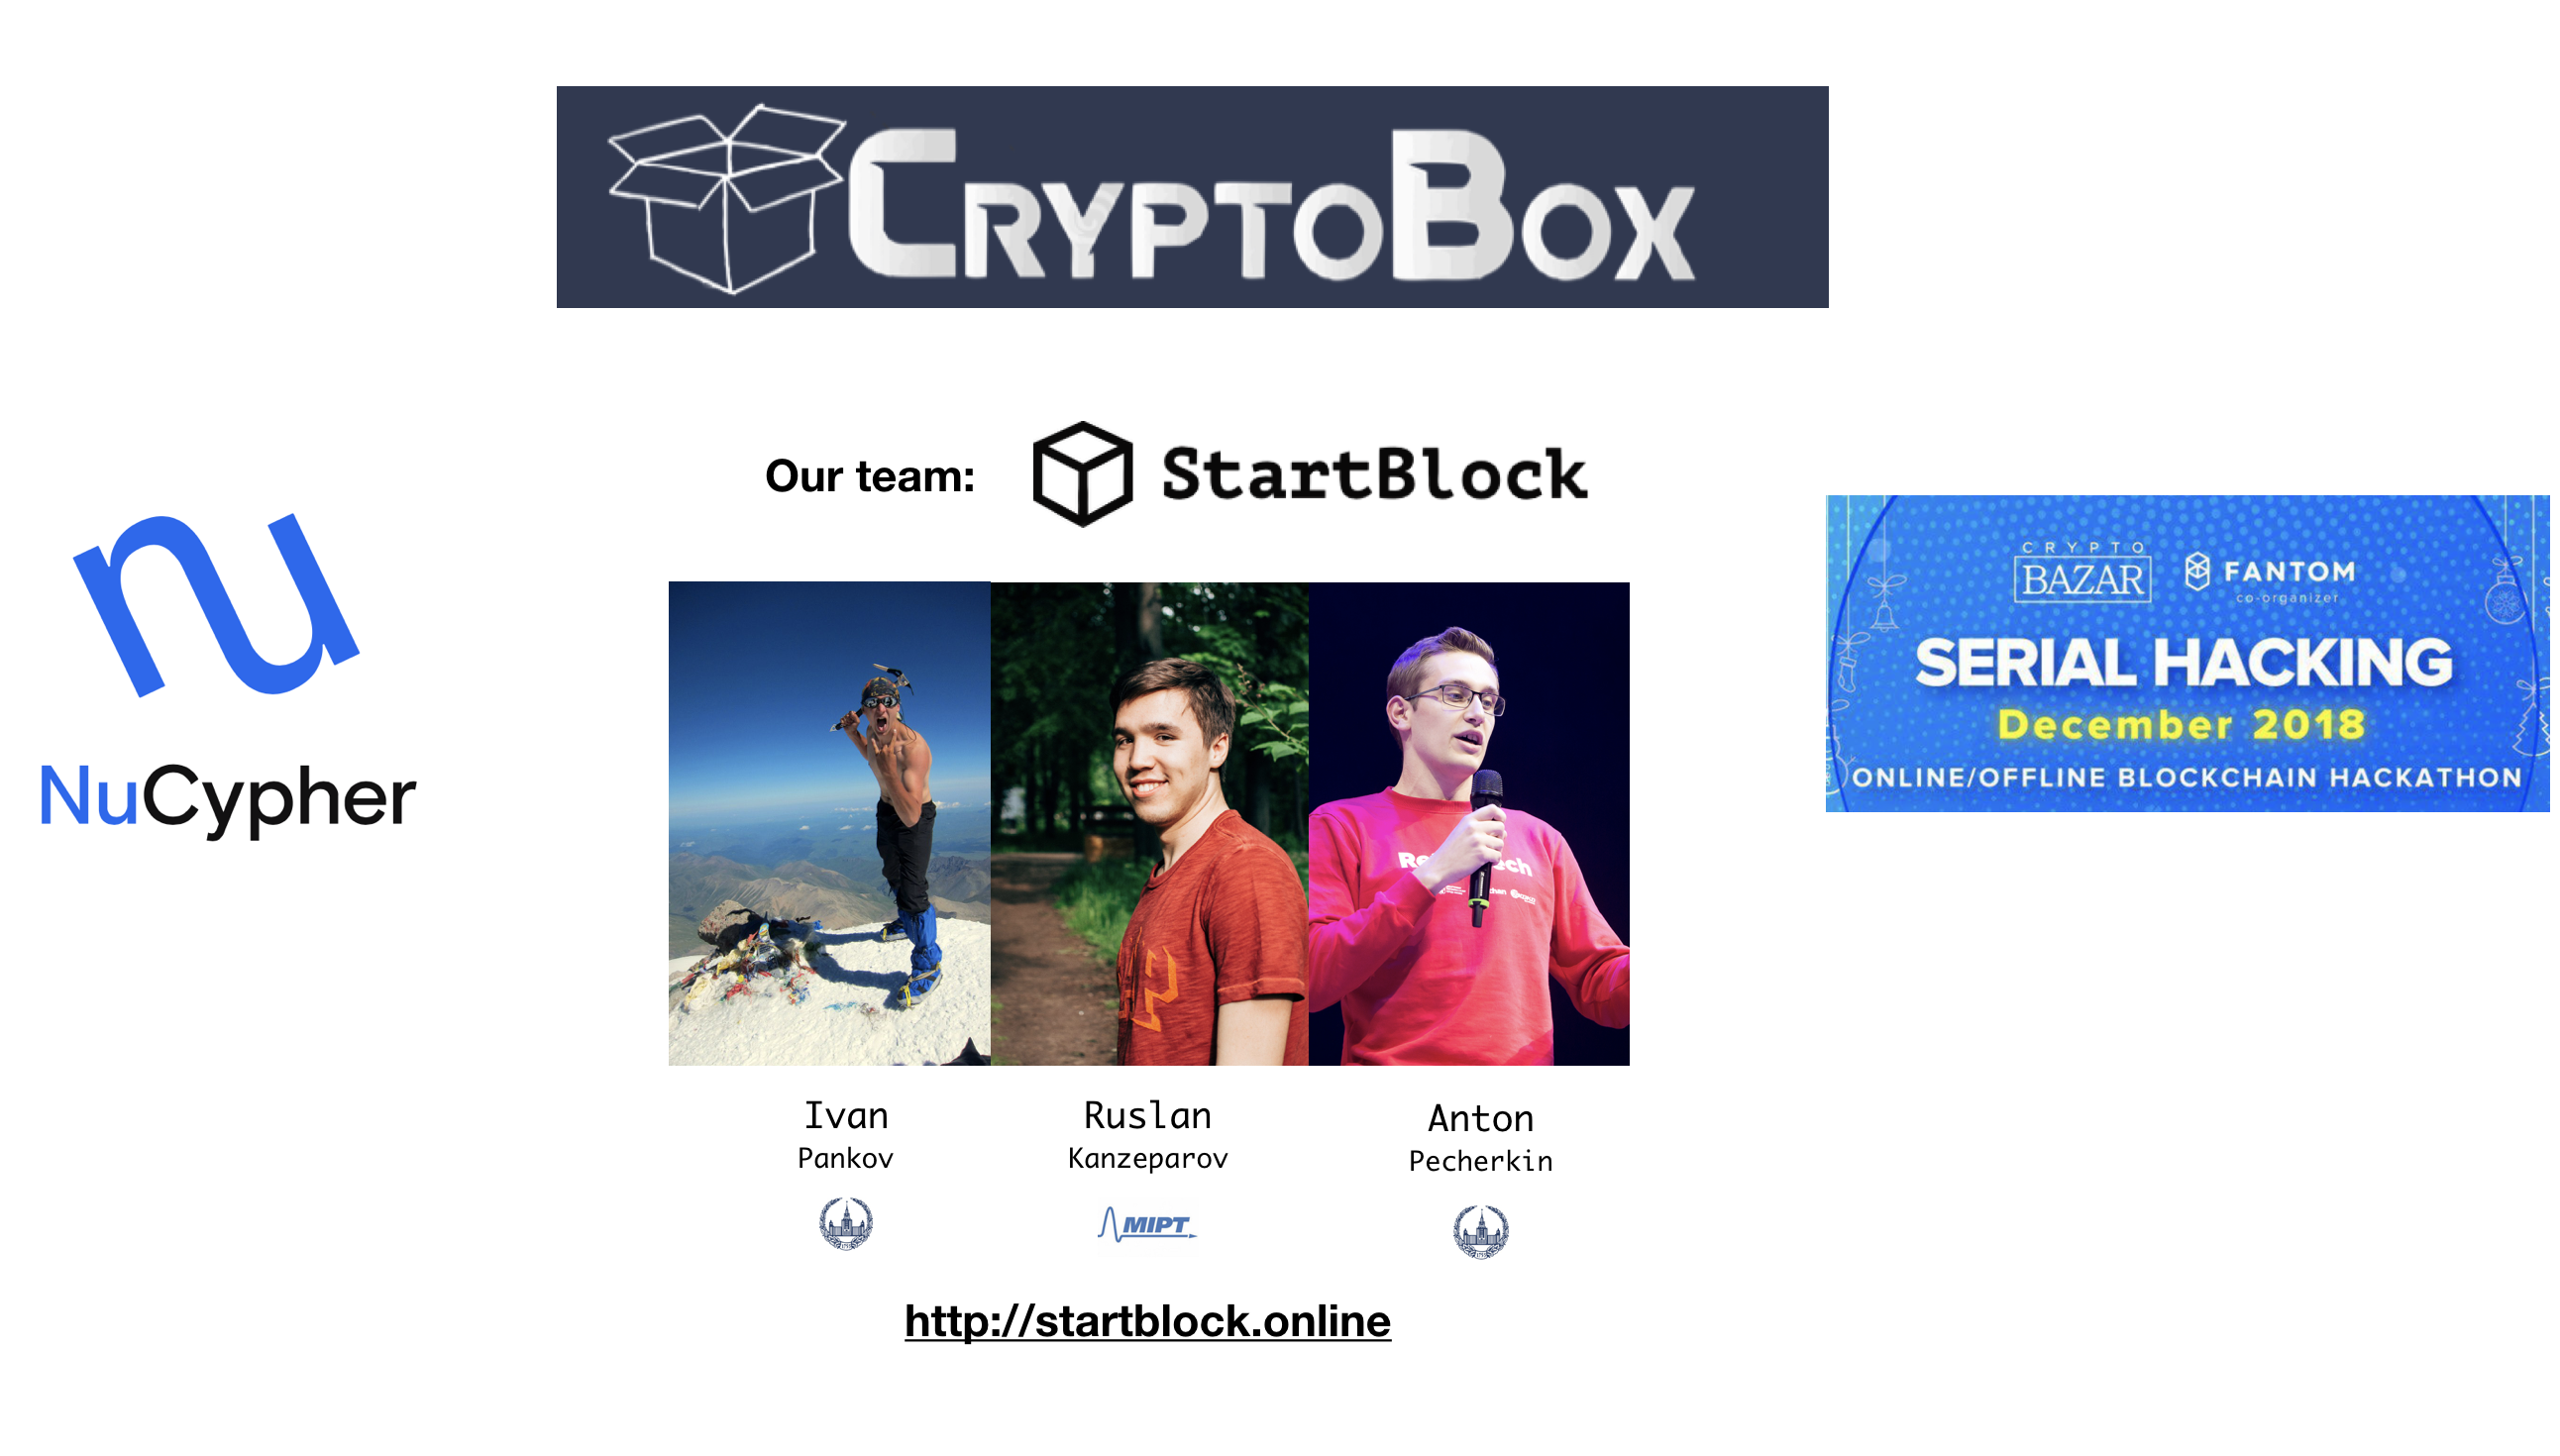 CRYPTOBOX
Our team: StartBlock
NuCypher
CRYPTO
BAZAR
FANTOM
co-organizer
SERIAL HACKING
December 2018
ONLINE/OFFLINE BLOCKCHAIN HACKATHON
Ivan
Pankov
Ruslan
Kanzeparov
MIPT
Anton
Pecherkin
http://startblock.online